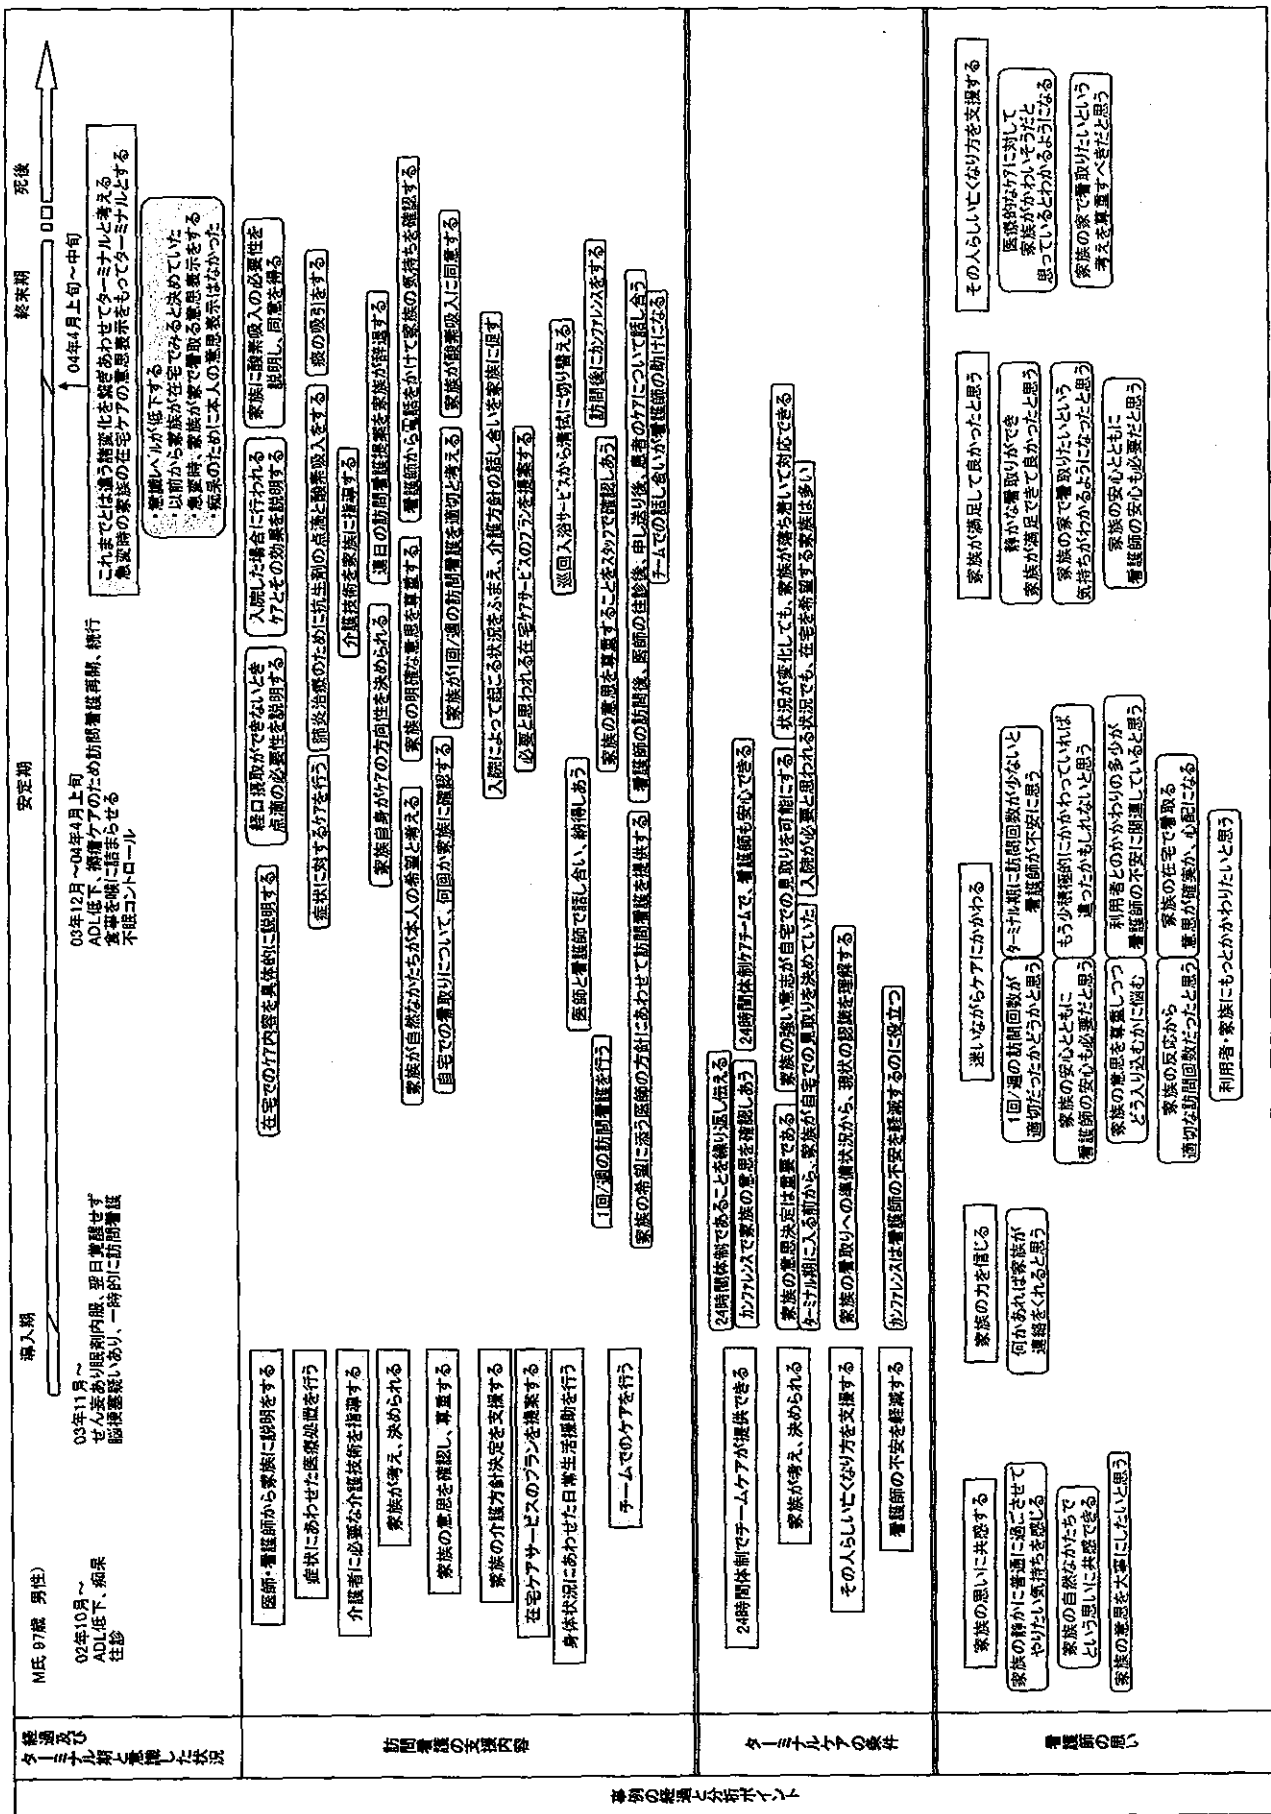 事例の経過と分析ポイント
経過及び
ターミナル期と意識した状況
M氏 97歳 男性)
導入期
安定期
終末期
死後
02年10月～
ADL低下、痴呆
往診
03年11月～
せん妄あり眠剤内服、翌日覚醒せず
脳梗塞疑いあり、一時的に訪問看護
03年12月～04年4月上旬
ADL低下、褥瘡ケアのため訪問看護再開、続行
食事を喉に詰まらせる
不眠コントロール
04年4月上旬～中旬
これまでとは違う諸変化を繋ぎあわせてターミナルと考える
急変時の家族の在宅ケアの意思表示をもってターミナルとする
・意識レベルが低下する
・以前から家族が在宅でみると決めていた
・急変時、家族が家で看取る意思表示をする
・痴呆のために本人の意思表示はなかった
訪問看護の支援内容
医師・看護師から家族に説明をする
在宅でのケア内容を具体的に説明する
経口摂取ができないとき
点滴の必要性を説明する
入院した場合に行われる
ケアとその効果を説明する
家族に酸素吸入の必要性を
説明し、同意を得る
症状にあわせた医療処置を行う
症状に対するケアを行う
肺炎治療のために抗生剤の点滴と酸素吸入をする
痰の吸引をする
介護者に必要な介護技術を指導する
介護技術を家族に指導する
家族が考え、決められる
家族自身がケアの方向性を決められる
連日の訪問看護提案を家族が辞退する
家族の意思を確認し、尊重する
家族が自然なかたちが本人の希望と考える
家族の明確な意思を尊重する
看護師から電話をかけて家族の気持ちを確認する
自宅での看取りについて、何回か家族に確認する
家族が1回/週の訪問看護を適切と考える
家族が酸素吸入に同意する
家族の介護方針決定を支援する
入院によって起こる状況をふまえ、介護方針の話し合いを家族に促す
在宅ケアサービスのプランを提案する
必要と思われる在宅ケアサービスのプランを提案する
身体状況にあわせた日常生活援助を行う
巡回入浴サービスから清拭に切り替える
チームでのケアを行う
1回/週の訪問看護を行う
医師と看護師で話し合い、納得しあう
家族の意思を尊重することをスタッフで確認しあう
訪問後にカンファレンスをする
家族の希望に添う医師の方針にあわせて訪問看護を提供する
看護師の訪問後、医師の往診後、申し送り後、患者のケアについて話し合う
チームでの話し合いが看護師の助けになる
ターミナルケアの条件
24時間体制でチームケアが提供できる
24時間体制であることを繰り返し伝える
カンファレンスで家族の意思を確認しあう
24時間体制ケアチームで、看護師も安心できる
家族が考え、決められる
家族の意思決定は重要である
家族の強い意志が自宅での見取りを可能にする
状況が変化しても、家族が落ち着いて対応できる
ターミナル期に入る前から、家族が自宅での見取りを決めていた
入院が必要と思われる状況でも、在宅を希望する家族は多い
その人らしい亡くなり方を支援する
家族の看取りへの準備状況から、現状の認識を理解する
看護師の不安を軽減する
カンファレンスは看護師の不安を軽減するのに役立つ
看護師の思い
家族の思いに共感する
家族の静かに普通に過ごさせて
やりたい気持ちを感じる
家族の自然なかたちで
という思いに共感できる
家族の意思を大事にしたいと思う
家族の力を信じる
何かあれば家族が
連絡をくれると思う
迷いながらケアにかかわる
1回/週の訪問回数が
適切だったかどうかと思う
ターミナル期に訪問回数が少ないと
看護師が不安に思う
家族の安心とともに
看護師の安心も必要だと思う
もう少し積極的にかかわっていれば
違ったかもしれないと思う
家族の意思を尊重しつつ
どう入り込むかに悩む
利用者とのかかわりの多少が
看護師の不安に関連していると思う
家族の反応から
適切な訪問回数だったと思う
家族の在宅で看取る
意思が確実か、心配になる
利用者・家族にもっとかかわりたいと思う
家族が満足して良かったと思う
静かな看取りができ
家族が満足できて良かったと思う
家族の家で看取りたいという
気持ちがわかるようになったと思う
家族の安心とともに
看護師の安心も必要だと思う
その人らしい亡くなり方を支援する
医療的なケアに対して
家族がかわいそうだと
思っているとわかるようになる
家族の家で看取りたいという
考えを尊重すべきだと思う